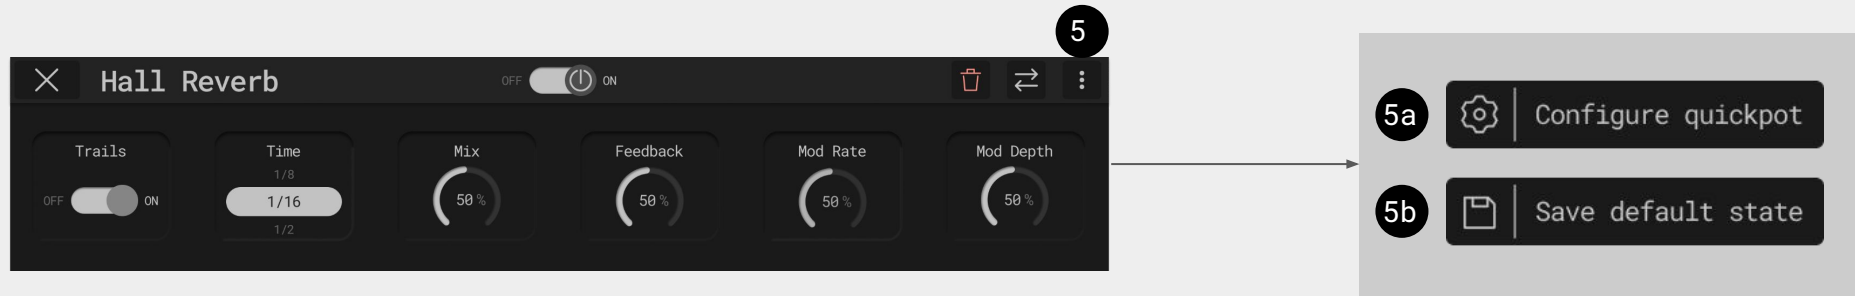 5
Hall Reverb
OFF ON
Trails
OFF ON
Time
1/8
1/16
1/2
Mix
50 %
Feedback
50 %
Mod Rate
50 %
Mod Depth
50 %
5a
Configure quickpot
5b
Save default state